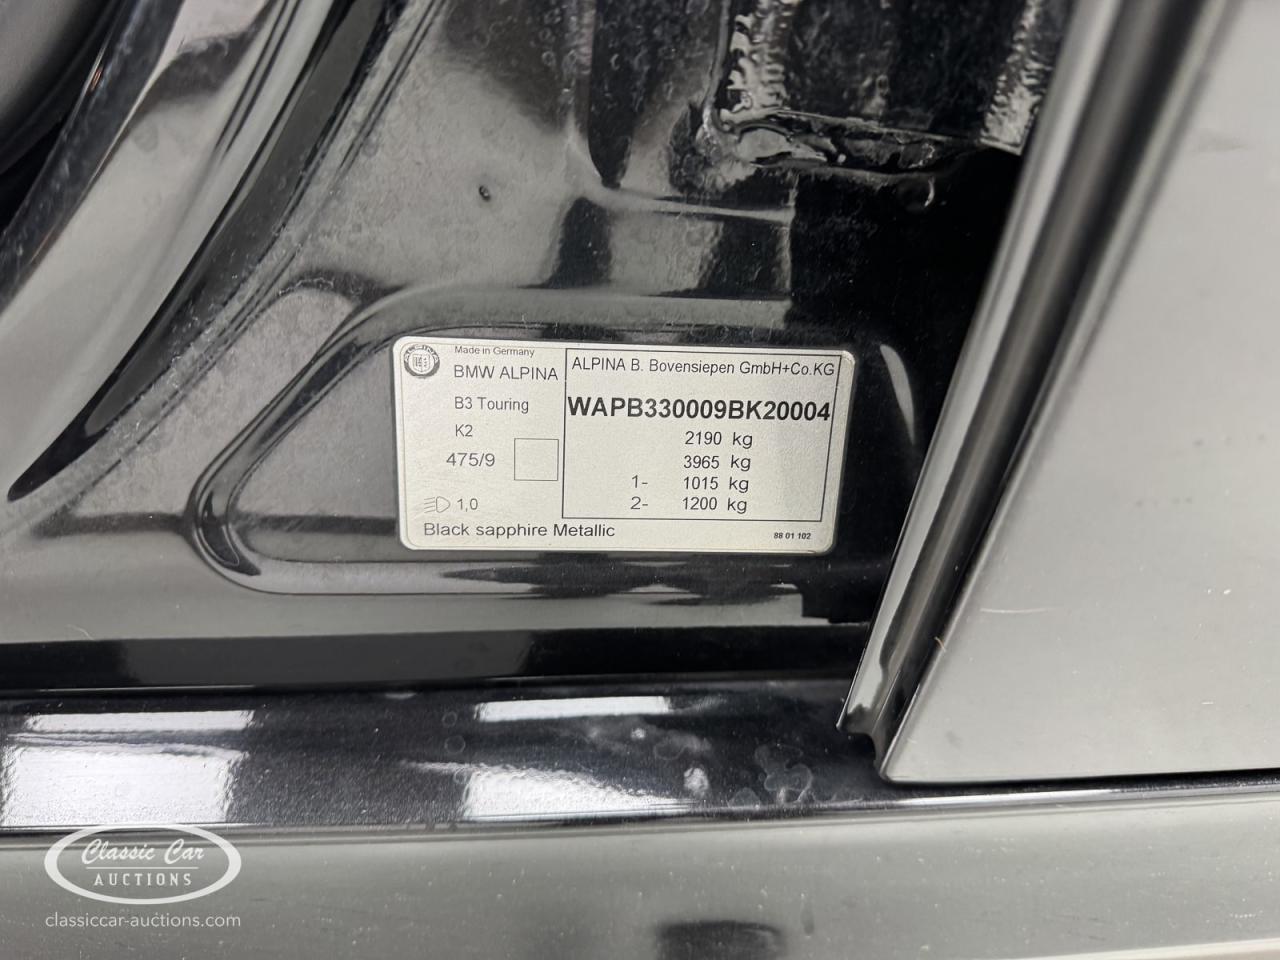 ALPINA
Made in Germany
BMW ALPINA
B3 Touring
K2
475/9
1,0
Black sapphire Metallic
ALPINA B. Bovensiepen GmbH+Co.KG
WAPB330009BK20004
2190 kg
3965 kg
1- 1015 kg
2- 1200 kg
88 01 102
Classic Car
AUCTIONS
classiccar-auctions.com